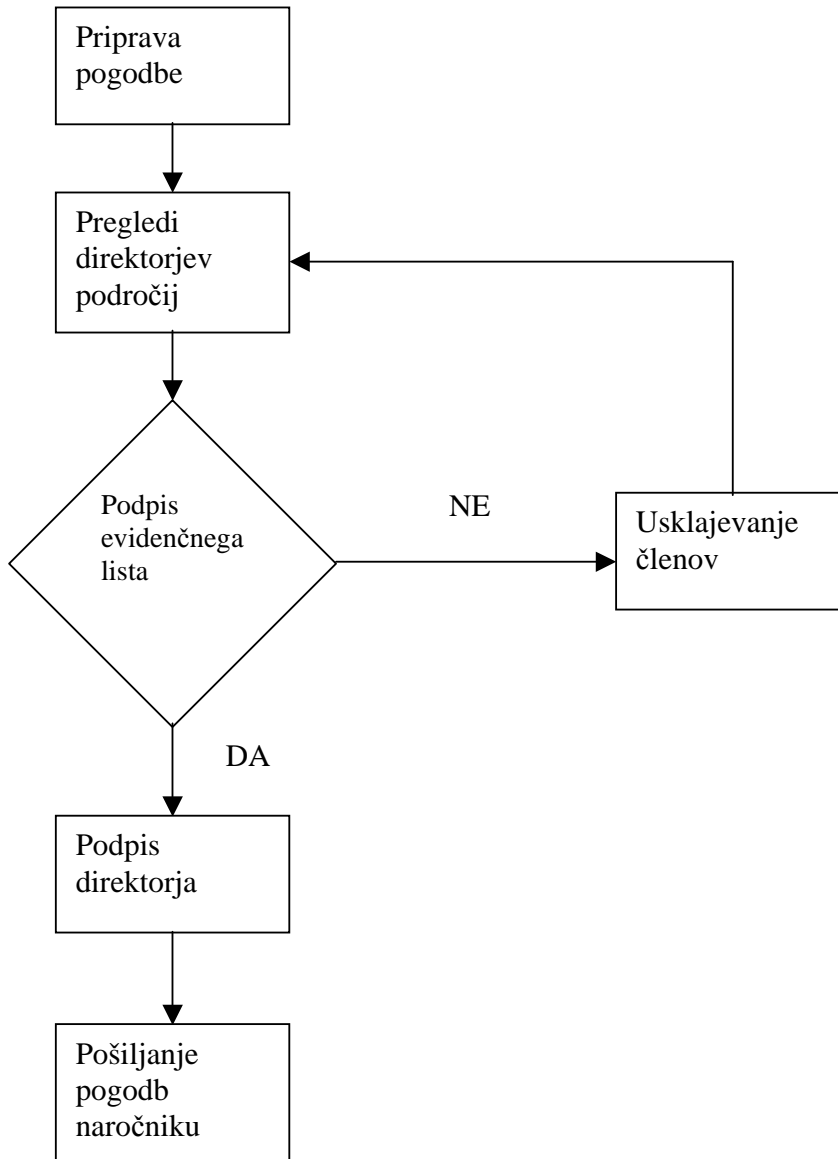 Priprava
pogodbe
Pregledi
direktorjev
področij
Podpis
evidenčnega
lista
NE
Usklajevanje
členov
DA
Podpis
direktorja
Pošiljanje
pogodb
naročniku